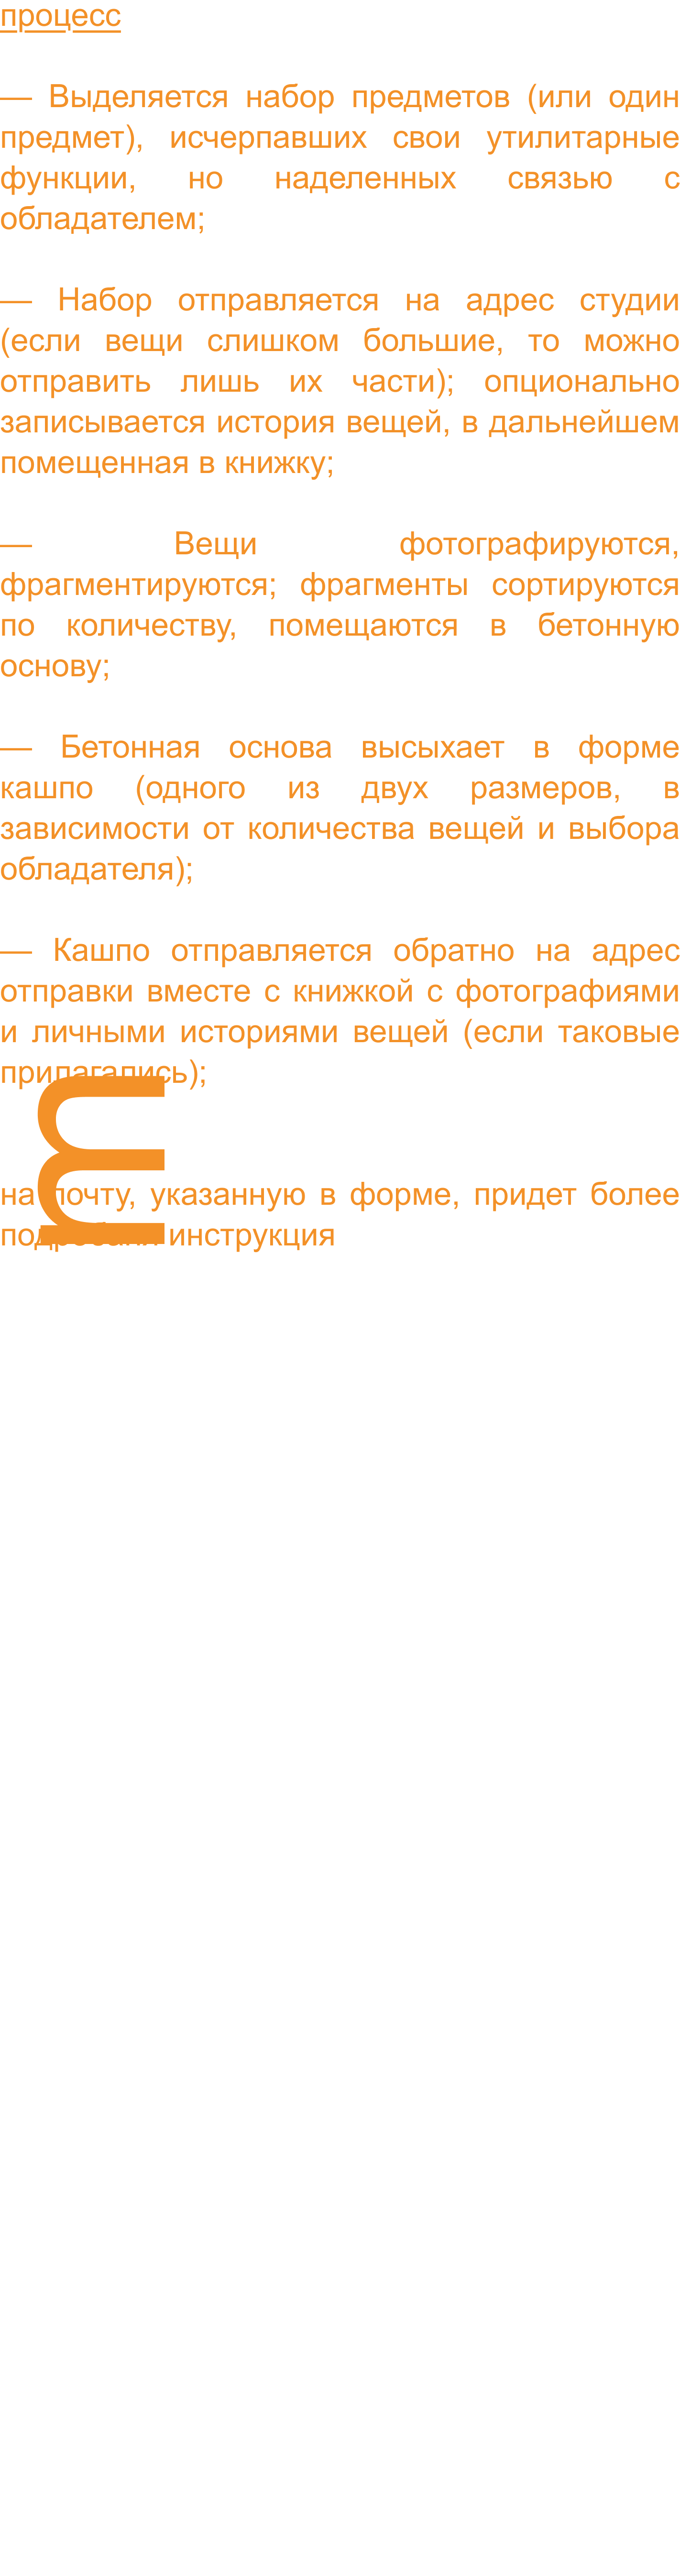 процесс
— Выделяется набор предметов (или один
предмет), исчерпавших свои утилитарные
функции, но наделенных связью с
обладателем;
— Набор отправляется на адрес студии
(если вещи слишком большие, то можно
отправить лишь их части); опционально
записывается история вещей, в дальнейшем
помещенная в книжку;
— Вещи фотографируются,
фрагментируются; фрагменты сортируются
по количеству, помещаются в бетонную
основу;
— Бетонная основа высыхает в форме
кашпо (одного из двух размеров, в
зависимости от количества вещей и выбора
обладателя);
— Кашпо отправляется обратно на адрес
отправки вместе с книжкой с фотографиями
и личными историями вещей (если таковые
прилагались);
m
на почту, указанную в форме, придет более
инструкция